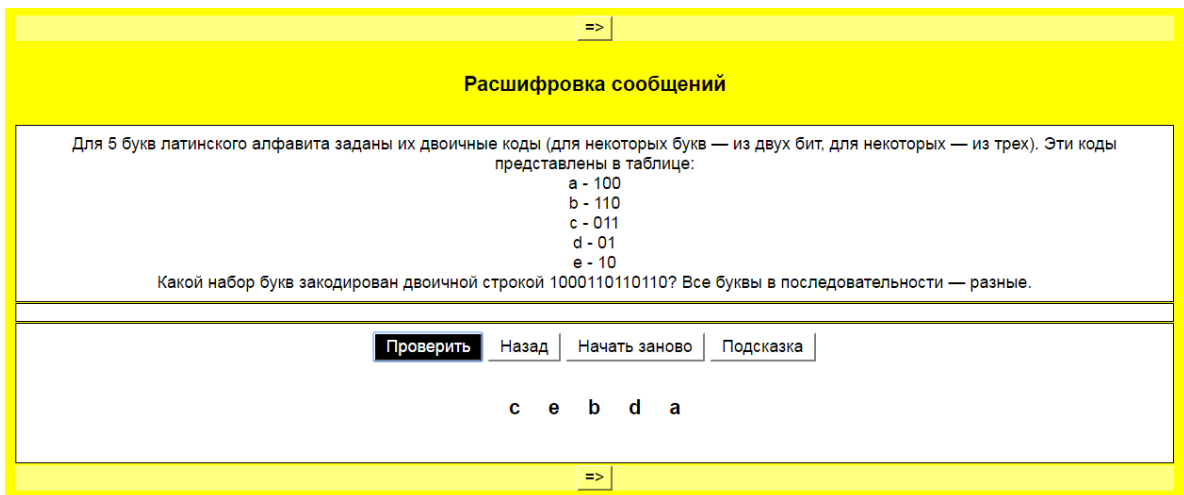 =>
Расшифровка сообщений
Для 5 букв латинского алфавита заданы их двоичные коды (для некоторых букв — из двух бит, для некоторых — из трех). Эти коды
представлены в таблице:
a - 100
b - 110
c - 011
d - 01
e - 10
Какой набор букв закодирован двоичной строкой 1000110110110? Все буквы в последовательности — разные.
Проверить Назад Начать заново Подсказка
c e b d a
=>